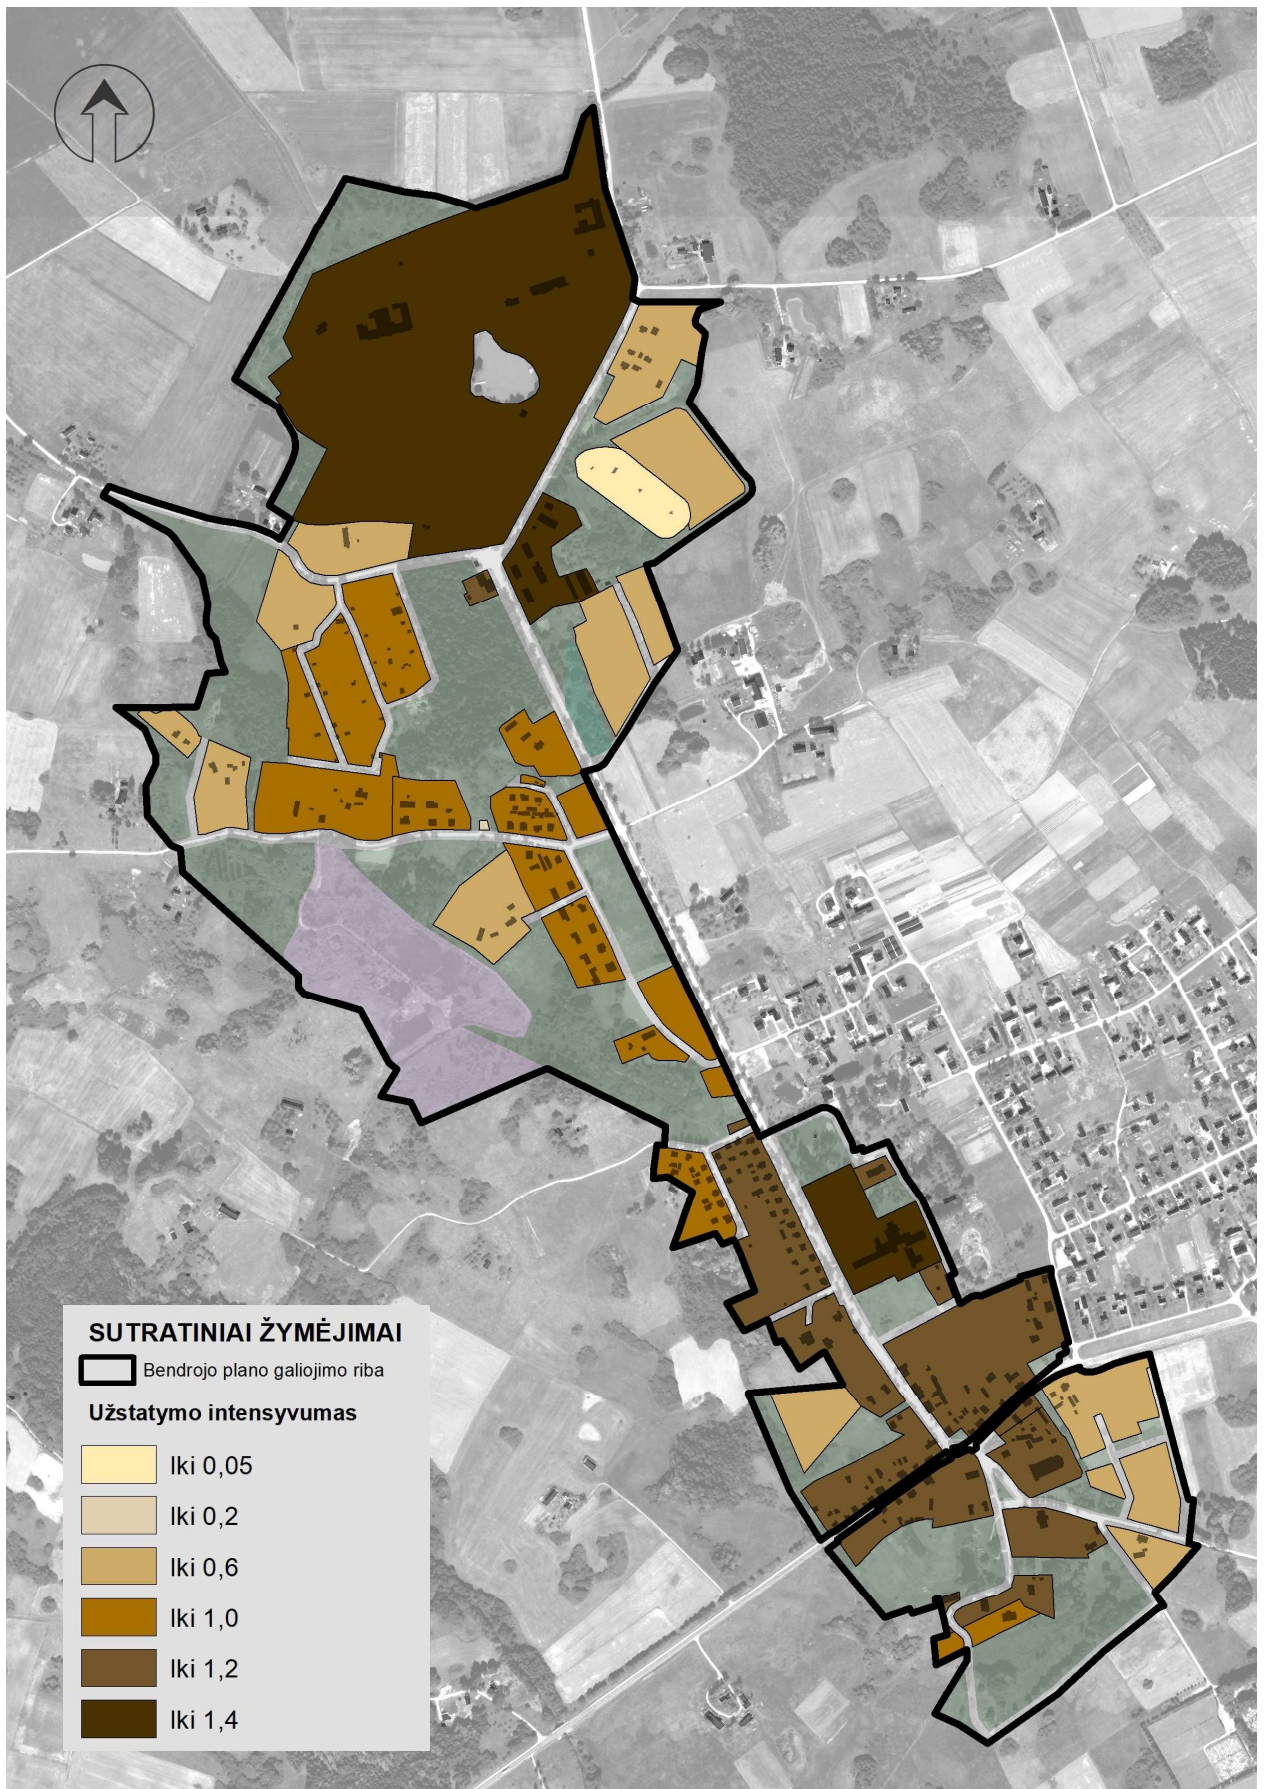 SUTRATINIAI ŽYMĖJIMAI
Bendrojo plano galiojimo riba
Užstatymo intensyvumas
Iki 0,05
Iki 0,2
Iki 0,6
Iki 1,0
Iki 1,2
Iki 1,4